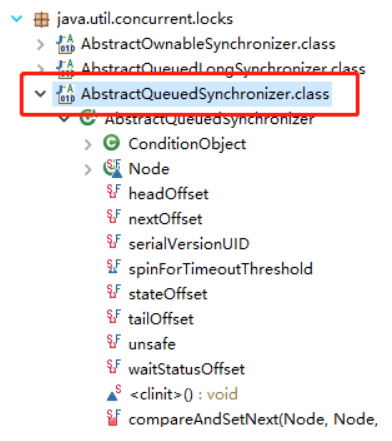 java.util.concurrent.locks
AbstractOwnableSynchronizer.class
AbstractQueuedLongSynchronizer.class
AbstractQueuedSynchronizer.class
AbstractQueuedSynchronizer
ConditionObject
Node
headOffset
nextOffset
serialVersionUID
spinForTimeoutThreshold
stateOffset
tailOffset
unsafe
waitStatusOffset
<clinit>() : void
compareAndSetNext(Node, Node,